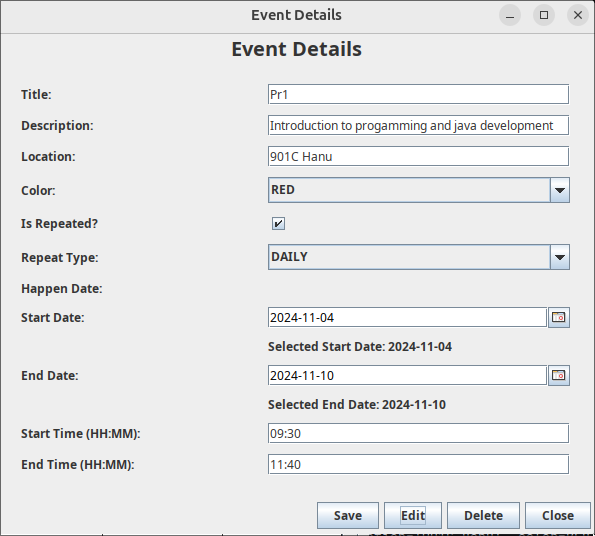 Event Details
Event Details
Title: Pr1
Description: Introduction to progamming and java development
Location: 901C Hanu
Color: RED
Is Repeated?
Repeat Type: DAILY
Happen Date:
Start Date: 2024-11-04
Selected Start Date: 2024-11-04
End Date: 2024-11-10
Selected End Date: 2024-11-10
Start Time (HH:MM): 09:30
End Time (HH:MM): 11:40
Save Edit Delete Close